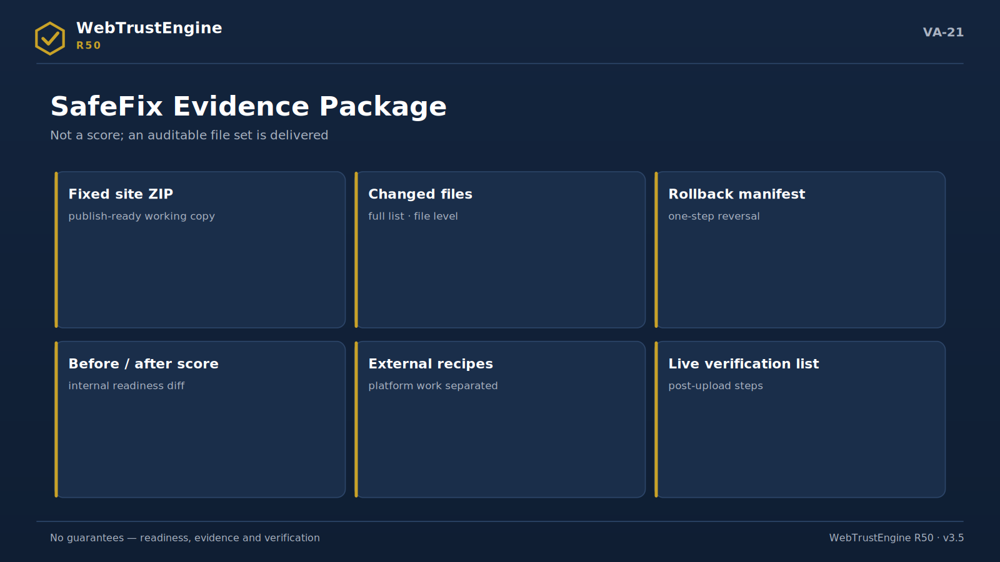 WebTrustEngine
R50
VA-21
SafeFix Evidence Package
Not a score; an auditable file set is delivered
Fixed site ZIP
publish-ready working copy
Changed files
full list · file level
Rollback manifest
one-step reversal
Before / after score
internal readiness diff
External recipes
platform work separated
Live verification list
post-upload steps
No guarantees — readiness, evidence and verification
WebTrustEngine R50 · v3.5